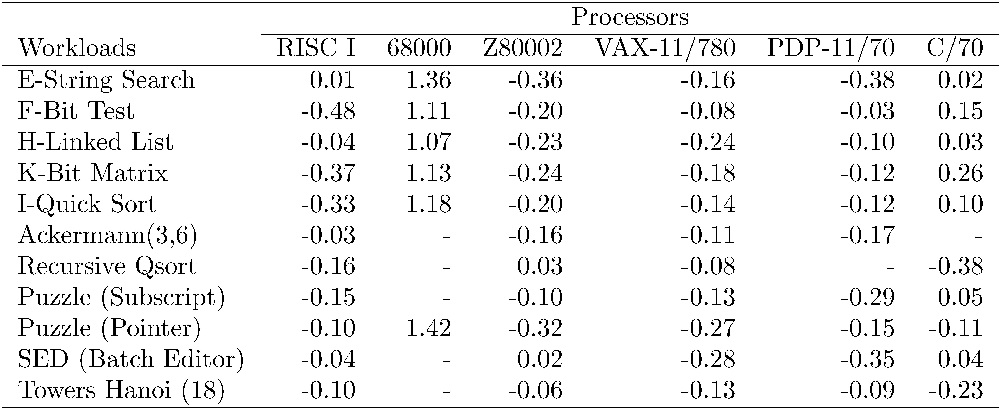 Processors
Workloads RISC I 68000 Z80002 VAX-11/780 PDP-11/70 C/70
E-String Search 0.01 1.36 -0.36 -0.16 -0.38 0.02
F-Bit Test -0.48 1.11 -0.20 -0.08 -0.03 0.15
H-Linked List -0.04 1.07 -0.23 -0.24 -0.10 0.03
K-Bit Matrix -0.37 1.13 -0.24 -0.18 -0.12 0.26
I-Quick Sort -0.33 1.18 -0.20 -0.14 -0.12 0.10
Ackermann(3,6) -0.03 - -0.16 -0.11 -0.17 -
Recursive Qsort -0.16 - 0.03 -0.08 - -0.38
Puzzle (Subscript) -0.15 - -0.10 -0.13 -0.29 0.05
Puzzle (Pointer) -0.10 1.42 -0.32 -0.27 -0.15 -0.11
SED (Batch Editor) -0.04 - 0.02 -0.28 -0.35 0.04
Towers Hanoi (18) -0.10 - -0.06 -0.13 -0.09 -0.23